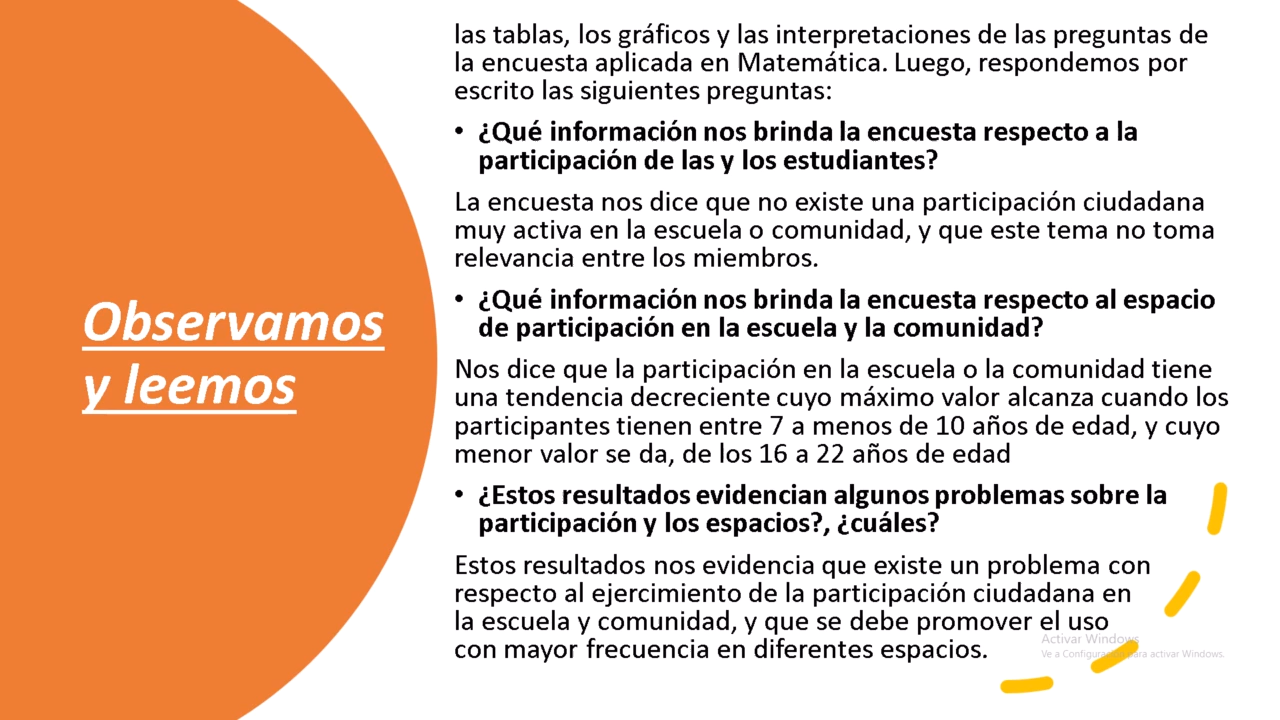 Observamos
y leemos
las tablas, los gráficos y las interpretaciones de las preguntas de
la encuesta aplicada en Matemática. Luego, respondemos por
escrito las siguientes preguntas:
• ¿Qué información nos brinda la encuesta respecto a la
participación de las y los estudiantes?
La encuesta nos dice que no existe una participación ciudadana
muy activa en la escuela o comunidad, y que este tema no toma
relevancia entre los miembros.
• ¿Qué información nos brinda la encuesta respecto al espacio
de participación en la escuela y la comunidad?
Nos dice que la participación en la escuela o la comunidad tiene
una tendencia decreciente cuyo máximo valor alcanza cuando los
participantes tienen entre 7 a menos de 10 años de edad, y cuyo
menor valor se da, de los 16 a 22 años de edad
• ¿Estos resultados evidencian algunos problemas sobre la
participación y los espacios?, ¿cuáles?
Estos resultados nos evidencia que existe un problema con
respecto al ejercimiento de la participación ciudadana en
la escuela y comunidad, y que se debe promover el uso
con mayor frecuencia en diferentes espacios.
Activar Windows
Ve a Configuración para activar Windows.